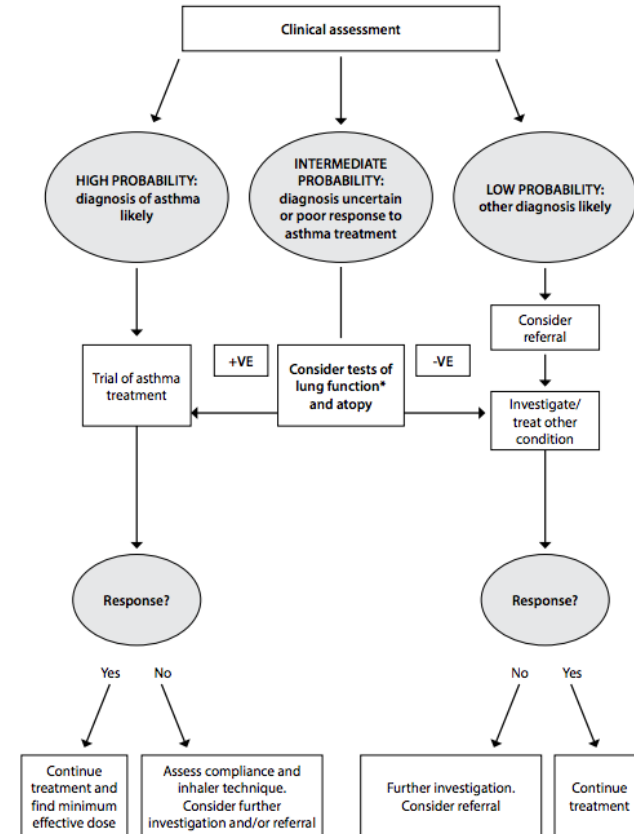 Clinical assessment
HIGH PROBABILITY:
diagnosis of asthma
likely
INTERMEDIATE
PROBABILITY:
diagnosis uncertain
or poor response to
asthma treatment
LOW PROBABILITY:
other diagnosis likely
Consider
referral
+VE
-VE
Trial of asthma
treatment
Consider tests of
lung function*
and atopy
Investigate/
treat other
condition
Response?
Response?
Yes
No
No
Yes
Continue
treatment and
find minimum
effective dose
Assess compliance and
inhaler technique.
Consider further
investigation and/or referral
Further investigation.
Consider referral
Continue
treatment